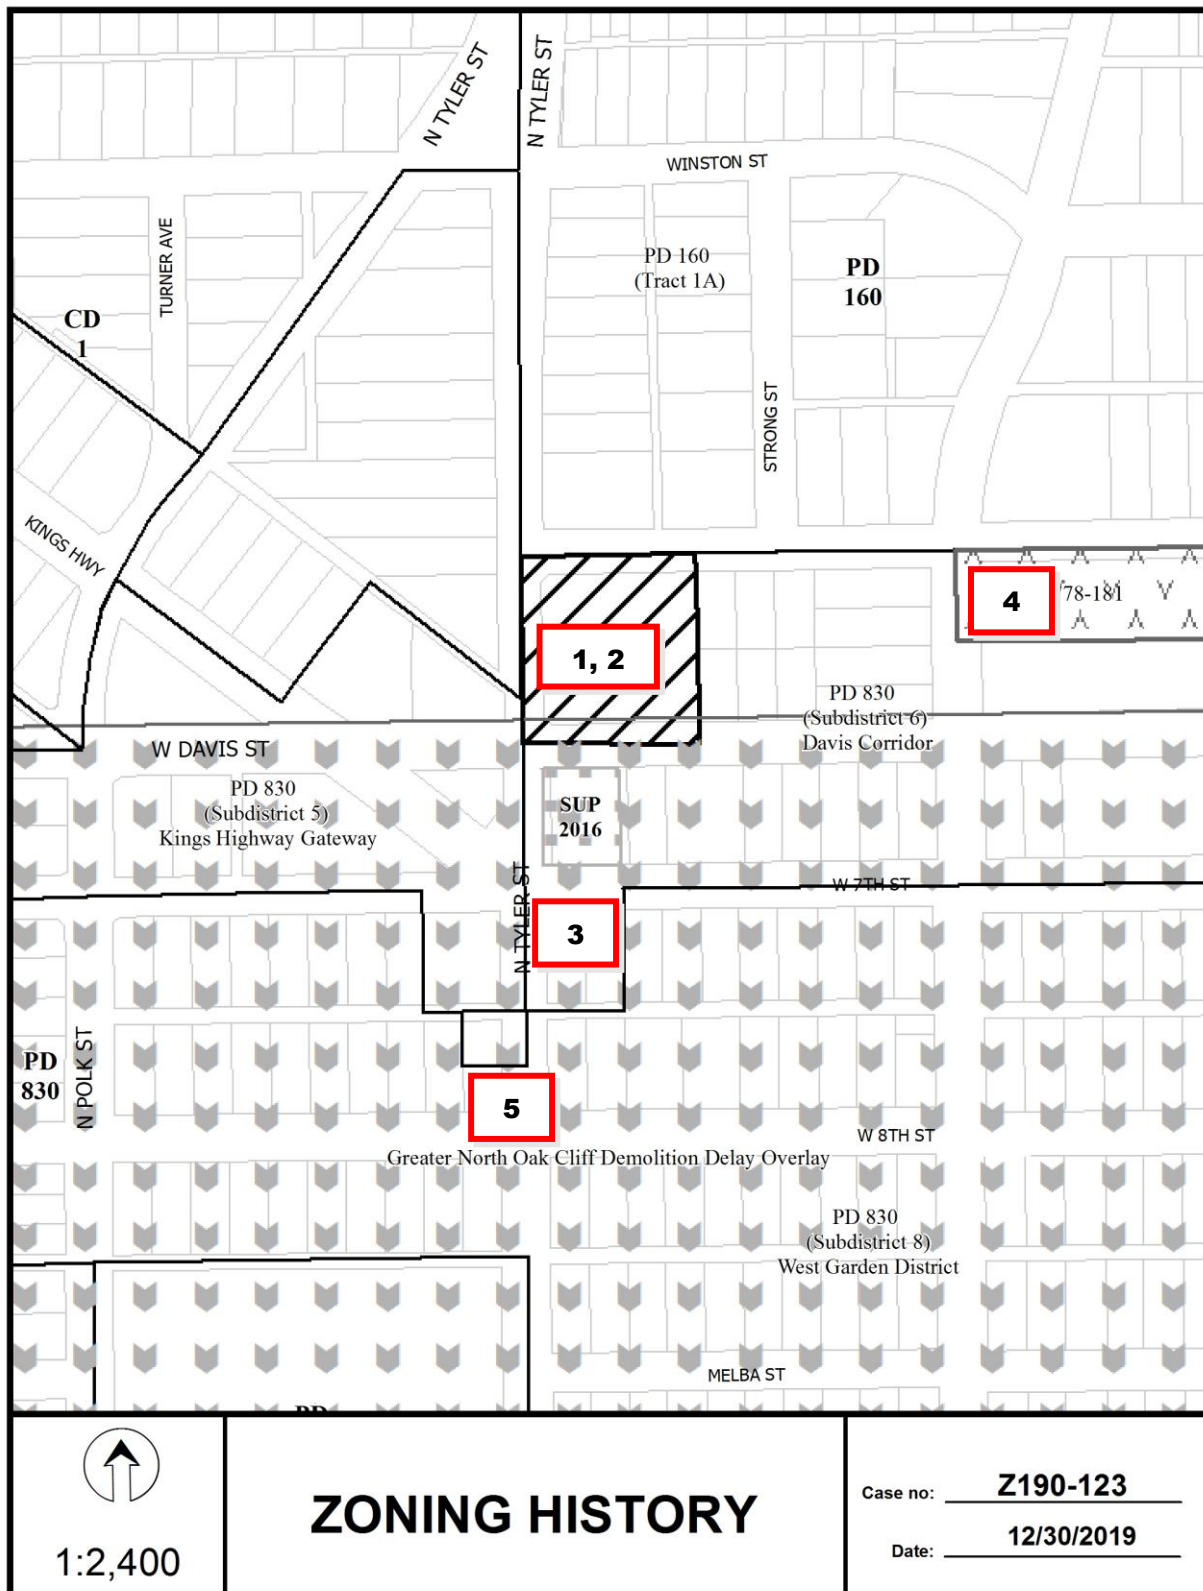 N TYLER ST
N TYLER ST
WINSTON ST
TURNER AVE
PD 160
(Tract 1A)
PD
160
CD
1
STRONG ST
KINGS HWY
4
78-181
1, 2
PD 830
(Subdistrict 6)
Davis Corridor
W DAVIS ST
PD 830
(Subdistrict 5)
Kings Highway Gateway
SUP
2016
W 7TH ST
N TYLER ST
3
PD
830
N POLK ST
5
W 8TH ST
Greater North Oak Cliff Demolition Delay Overlay
PD 830
(Subdistrict 8)
West Garden District
MELBA ST
PD
1:2,400
ZONING HISTORY
Case no: Z190-123
Date: 12/30/2019